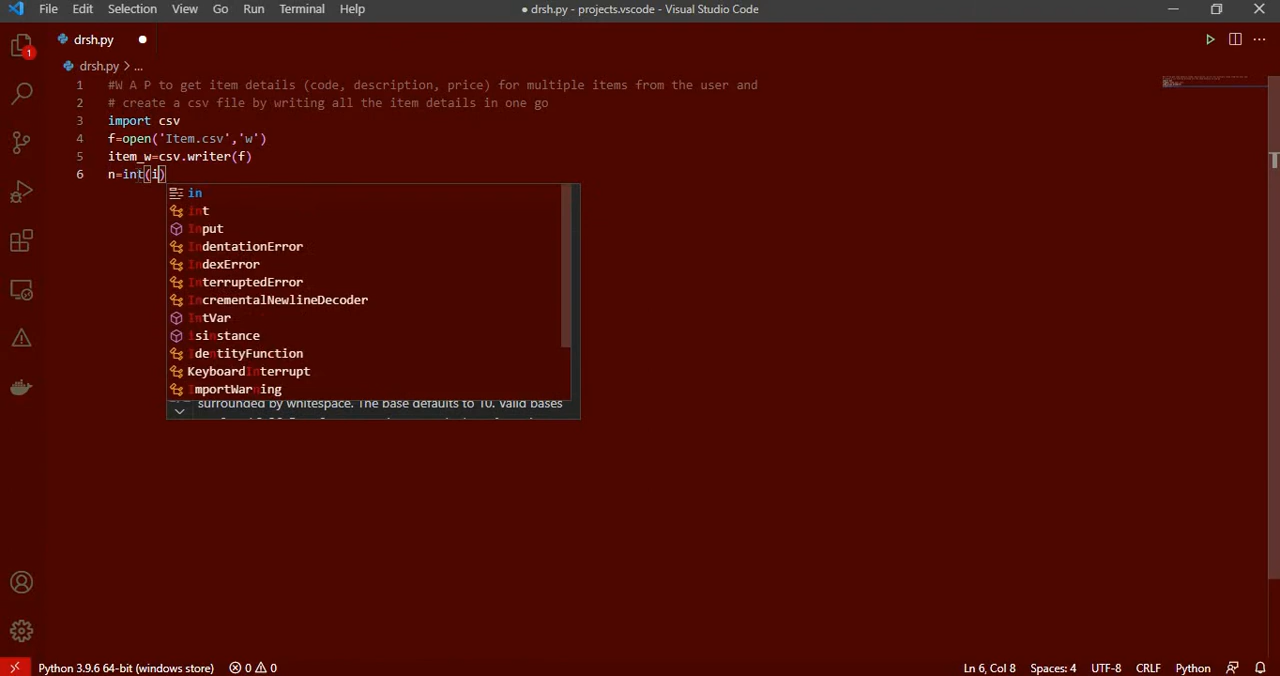 File Edit Selection View Go Run Terminal Help
● drsh.py - projects.vscode - Visual Studio Code
drsh.py
1
drsh.py > ...
1 #W A P to get item details (code, description, price) for multiple items from the user and
2 # create a csv file by writing all the item details in one go
3 import csv
4 f=open('Item.csv','w')
5 item_w=csv.writer(f)
6 n=int(i)
in
int
Input
IndentationError
IndexError
InterruptedError
IncrementalNewlineDecoder
IntVar
isinstance
IdentityFunction
KeyboardInterrupt
ImportWarning
surrounded by whitespace. The base defaults to 10. Valid bases
Python 3.9.6 64-bit (windows store) 0 0 Ln 6, Col 8 Spaces: 4 UTF-8 CRLF Python